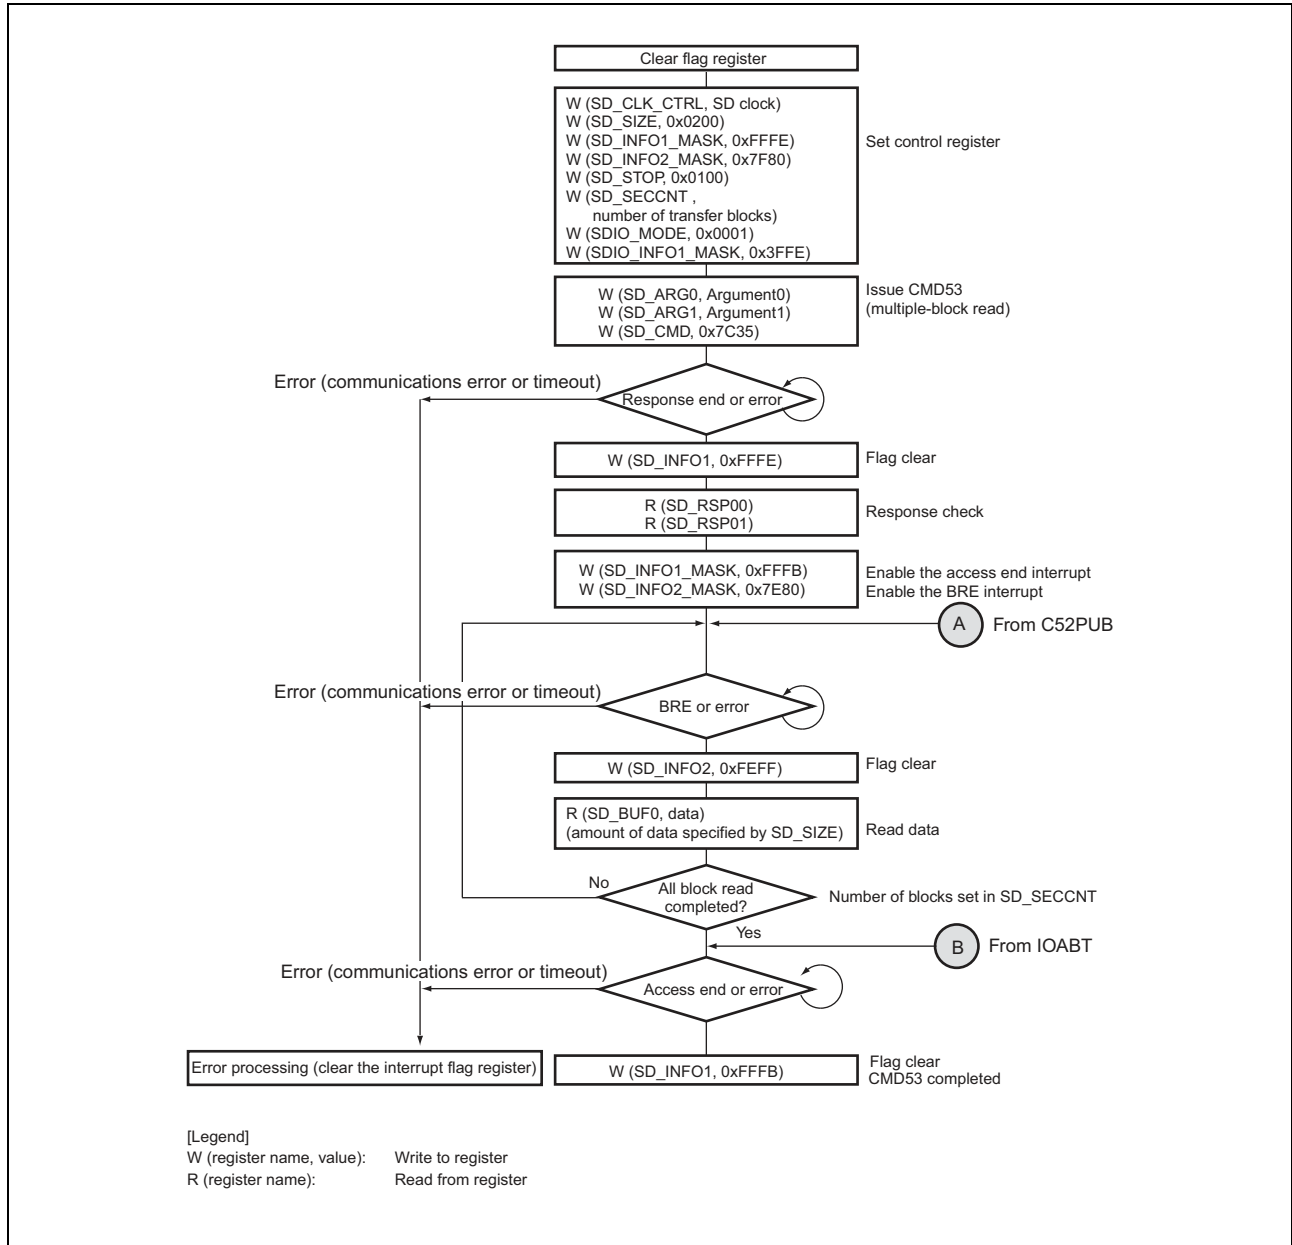 Clear flag register
W (SD_CLK_CTRL, SD clock)
W (SD_SIZE, 0x0200)
W (SD_INFO1_MASK, 0xFFFE)
W (SD_INFO2_MASK, 0x7F80)
W (SD_STOP, 0x0100)
W (SD_SECCNT ,
number of transfer blocks)
W (SDIO_MODE, 0x0001)
W (SDIO_INFO1_MASK, 0x3FFE)
Set control register
W (SD_ARG0, Argument0)
W (SD_ARG1, Argument1)
W (SD_CMD, 0x7C35)
Issue CMD53
(multiple-block read)
Error (communications error or timeout)
Response end or error
W (SD_INFO1, 0xFFFE)
Flag clear
R (SD_RSP00)
R (SD_RSP01)
Response check
W (SD_INFO1_MASK, 0xFFFB)
W (SD_INFO2_MASK, 0x7E80)
Enable the access end interrupt
Enable the BRE interrupt
A
From C52PUB
Error (communications error or timeout)
BRE or error
W (SD_INFO2, 0xFEFF)
Flag clear
R (SD_BUF0, data)
(amount of data specified by SD_SIZE)
Read data
No
All block read
completed?
Number of blocks set in SD_SECCNT
Yes
B
From IOABT
Error (communications error or timeout)
Access end or error
Error processing (clear the interrupt flag register)
W (SD_INFO1, 0xFFFB)
Flag clear
CMD53 completed
[Legend]
W (register name, value): Write to register
R (register name): Read from register